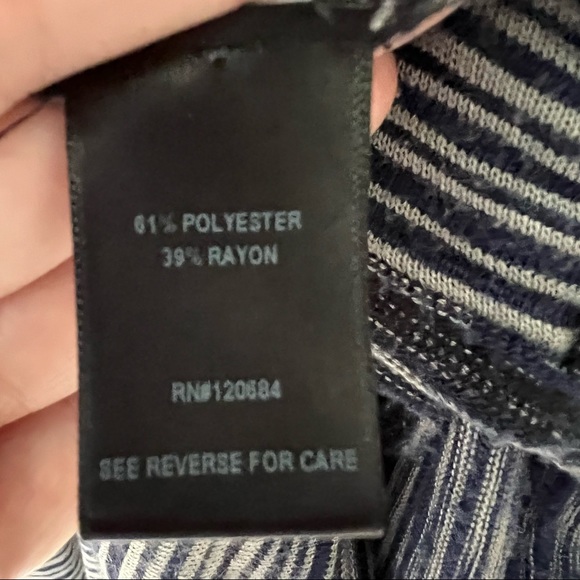 61% POLYESTER
39% RAYON
RN#120684
SEE REVERSE FOR CARE